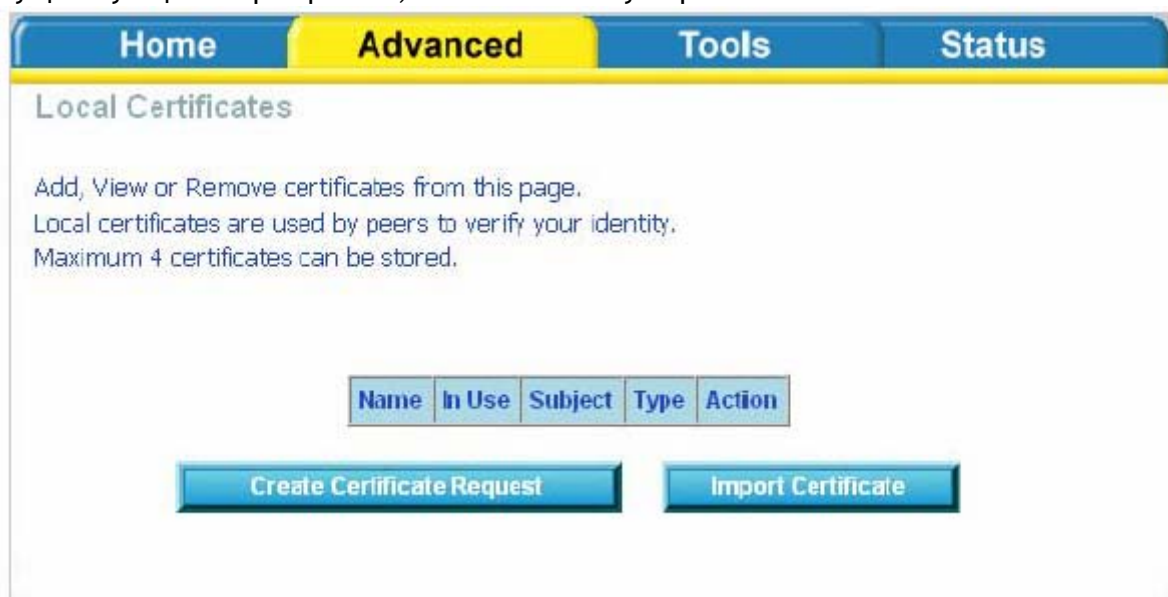 Home Advanced Tools Status
Local Certificates
Add, View or Remove certificates from this page.
Local certificates are used by peers to verify your identity.
Maximum 4 certificates can be stored.
Name In Use Subject Type Action
Create Certificate Request Import Certificate